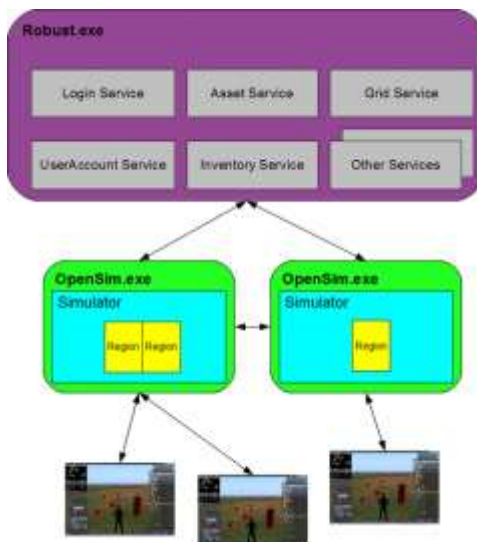 Robust.exe
Login Service
Asset Service
Grid Service
UserAccount Service
Inventory Service
Other Services
OpenSim.exe
Simulator
Region
Region
OpenSim.exe
Simulator
Region